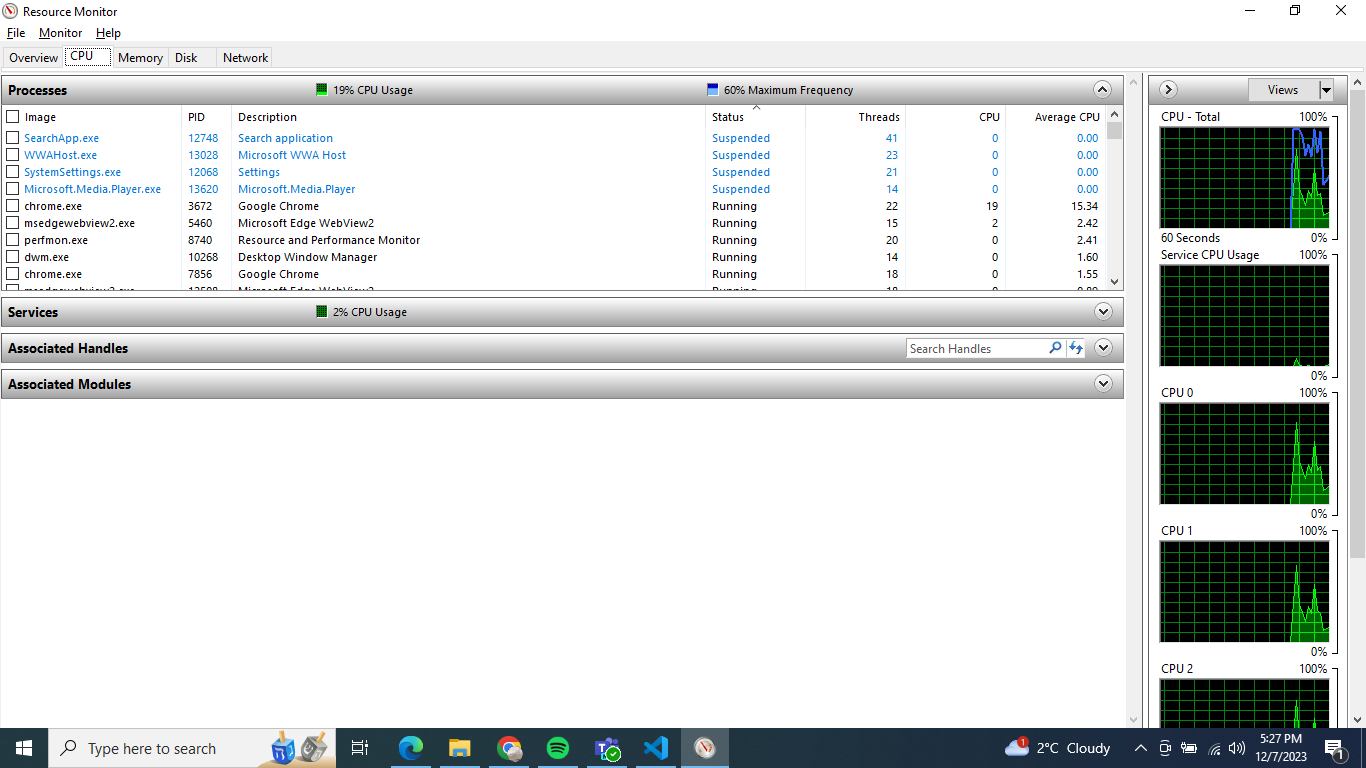 Resource Monitor
File Monitor Help
Overview CPU Memory Disk Network
Processes 19% CPU Usage 60% Maximum Frequency
Image PID Description Status Threads CPU Average CPU
SearchApp.exe 12748 Search application Suspended 41 0 0.00
WWAHost.exe 13028 Microsoft WWA Host Suspended 23 0 0.00
SystemSettings.exe 12068 Settings Suspended 21 0 0.00
Microsoft.Media.Player.exe 13620 Microsoft.Media.Player Suspended 14 0 0.00
chrome.exe 3672 Google Chrome Running 22 19 15.34
msedgewebview2.exe 5460 Microsoft Edge WebView2 Running 15 2 2.42
perfmon.exe 8740 Resource and Performance Monitor Running 20 0 2.41
dwm.exe 10268 Desktop Window Manager Running 14 0 1.60
chrome.exe 7856 Google Chrome Running 18 0 1.55
Services 2% CPU Usage
Associated Handles Search Handles
Associated Modules
Views
CPU - Total 100%
60 Seconds 0%
Service CPU Usage 100%
0%
CPU 0 100%
0%
CPU 1 100%
0%
CPU 2 100%
Type here to search
1
2°C Cloudy
5:27 PM
12/7/2023
1